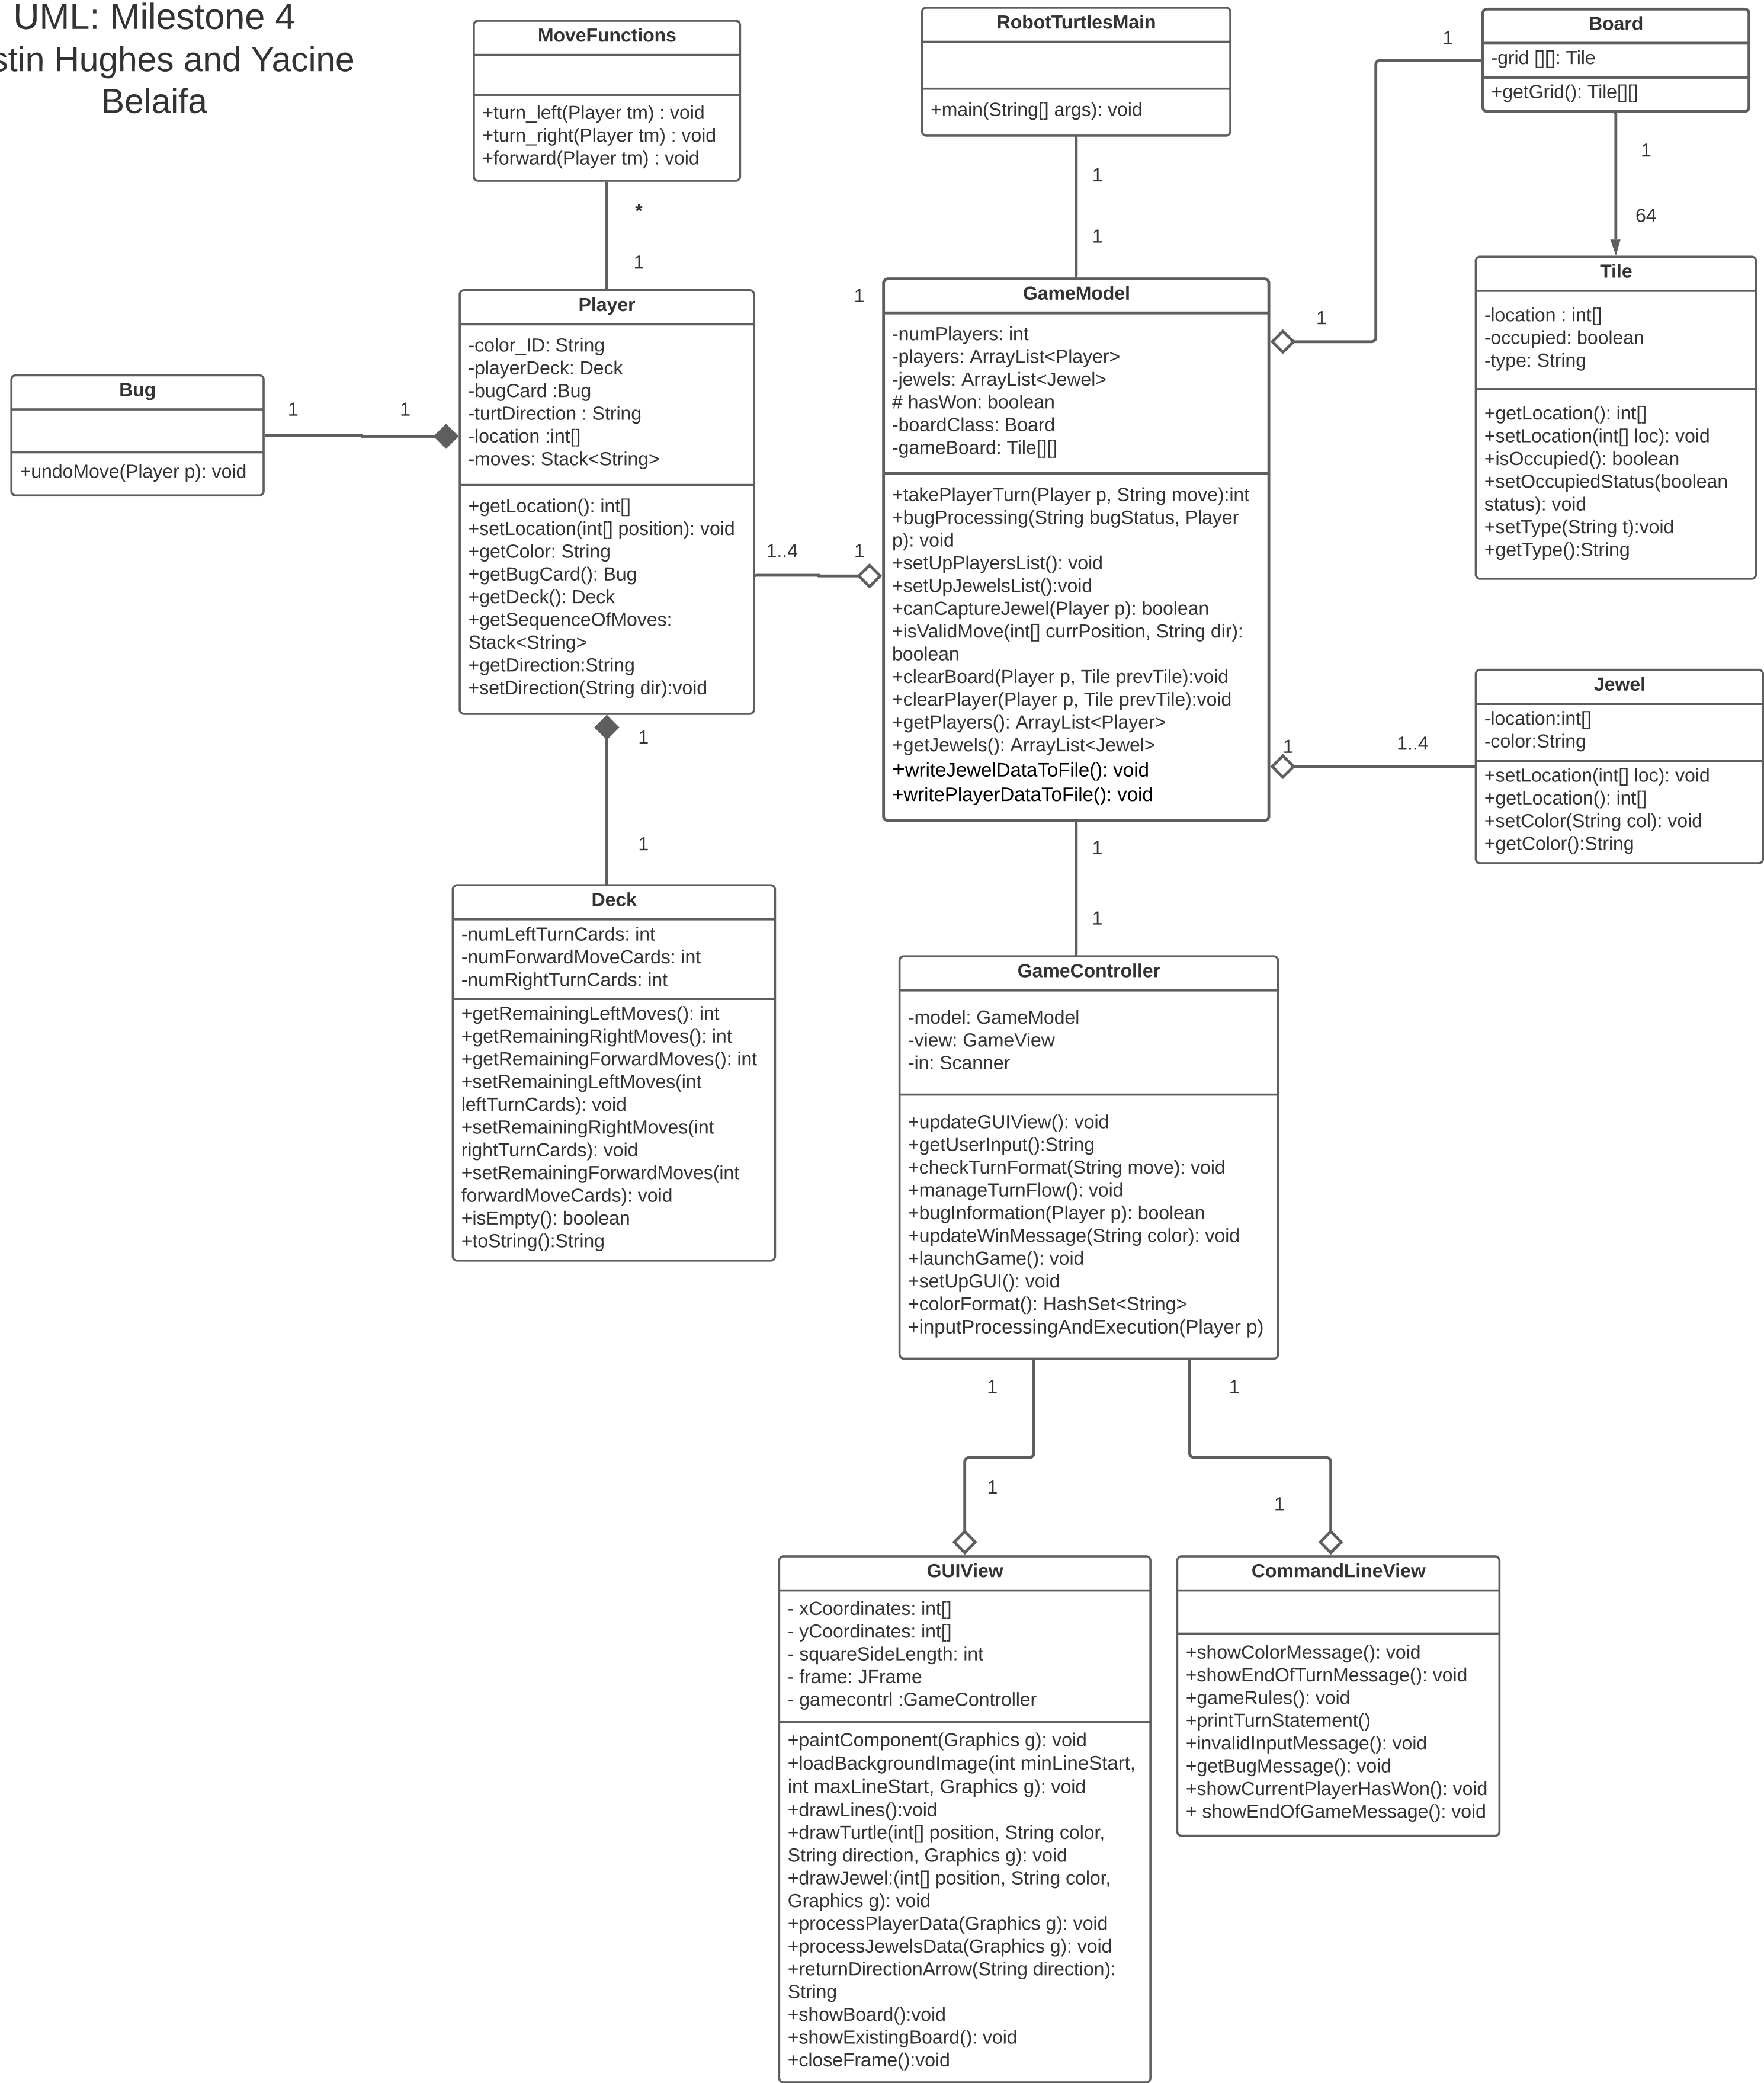 UML: Milestone 4
stin Hughes and Yacine
Belaifa
MoveFunctions
+turn_left(Player tm) : void
+turn_right(Player tm) : void
+forward(Player tm) : void
*
1
RobotTurtlesMain
+main(String[] args): void
1
1
Board
-grid [][]: Tile
+getGrid(): Tile[][]
1
1
1
64
Tile
-location : int[]
-occupied: boolean
-type: String
+getLocation(): int[]
+setLocation(int[] loc): void
+isOccupied(): boolean
+setOccupiedStatus(boolean
status): void
+setType(String t):void
+getType():String
Bug
+undoMove(Player p): void
1
1
Player
-color_ID: String
-playerDeck: Deck
-bugCard :Bug
-turtDirection : String
-location :int[]
-moves: Stack<String>
+getLocation(): int[]
+setLocation(int[] position): void
+getColor: String
+getBugCard(): Bug
+getDeck(): Deck
+getSequenceOfMoves:
Stack<String>
+getDirection:String
+setDirection(String dir):void
1..4
1
1
GameModel
-numPlayers: int
-players: ArrayList<Player>
-jewels: ArrayList<Jewel>
# hasWon: boolean
-boardClass: Board
-gameBoard: Tile[][]
+takePlayerTurn(Player p, String move):int
+bugProcessing(String bugStatus, Player
p): void
+setUpPlayersList(): void
+setUpJewelsList():void
+canCaptureJewel(Player p): boolean
+isValidMove(int[] currPosition, String dir):
boolean
+clearBoard(Player p, Tile prevTile):void
+clearPlayer(Player p, Tile prevTile):void
+getPlayers(): ArrayList<Player>
+getJewels(): ArrayList<Jewel>
+writeJewelDataToFile(): void
+writePlayerDataToFile(): void
1
1..4
Jewel
-location:int[]
-color:String
+setLocation(int[] loc): void
+getLocation(): int[]
+setColor(String col): void
+getColor():String
1
1
Deck
-numLeftTurnCards: int
-numForwardMoveCards: int
-numRightTurnCards: int
+getRemainingLeftMoves(): int
+getRemainingRightMoves(): int
+getRemainingForwardMoves(): int
+setRemainingLeftMoves(int
leftTurnCards): void
+setRemainingRightMoves(int
rightTurnCards): void
+setRemainingForwardMoves(int
forwardMoveCards): void
+isEmpty(): boolean
+toString():String
1
1
GameController
-model: GameModel
-view: GameView
-in: Scanner
+updateGUIView(): void
+getUserInput():String
+checkTurnFormat(String move): void
+manageTurnFlow(): void
+bugInformation(Player p): boolean
+updateWinMessage(String color): void
+launchGame(): void
+setUpGUI(): void
+colorFormat(): HashSet<String>
+inputProcessingAndExecution(Player p)
1
1
1
1
GUIView
- xCoordinates: int[]
- yCoordinates: int[]
- squareSideLength: int
- frame: JFrame
- gamecontrl :GameController
+paintComponent(Graphics g): void
+loadBackgroundImage(int minLineStart,
int maxLineStart, Graphics g): void
+drawLines():void
+drawTurtle(int[] position, String color,
String direction, Graphics g): void
+drawJewel:(int[] position, String color,
Graphics g): void
+processPlayerData(Graphics g): void
+processJewelsData(Graphics g): void
+returnDirectionArrow(String direction):
String
+showBoard():void
+showExistingBoard(): void
+closeFrame():void
CommandLineView
+showColorMessage(): void
+showEndOfTurnMessage(): void
+gameRules(): void
+printTurnStatement()
+invalidInputMessage(): void
+getBugMessage(): void
+showCurrentPlayerHasWon(): void
+ showEndOfGameMessage(): void